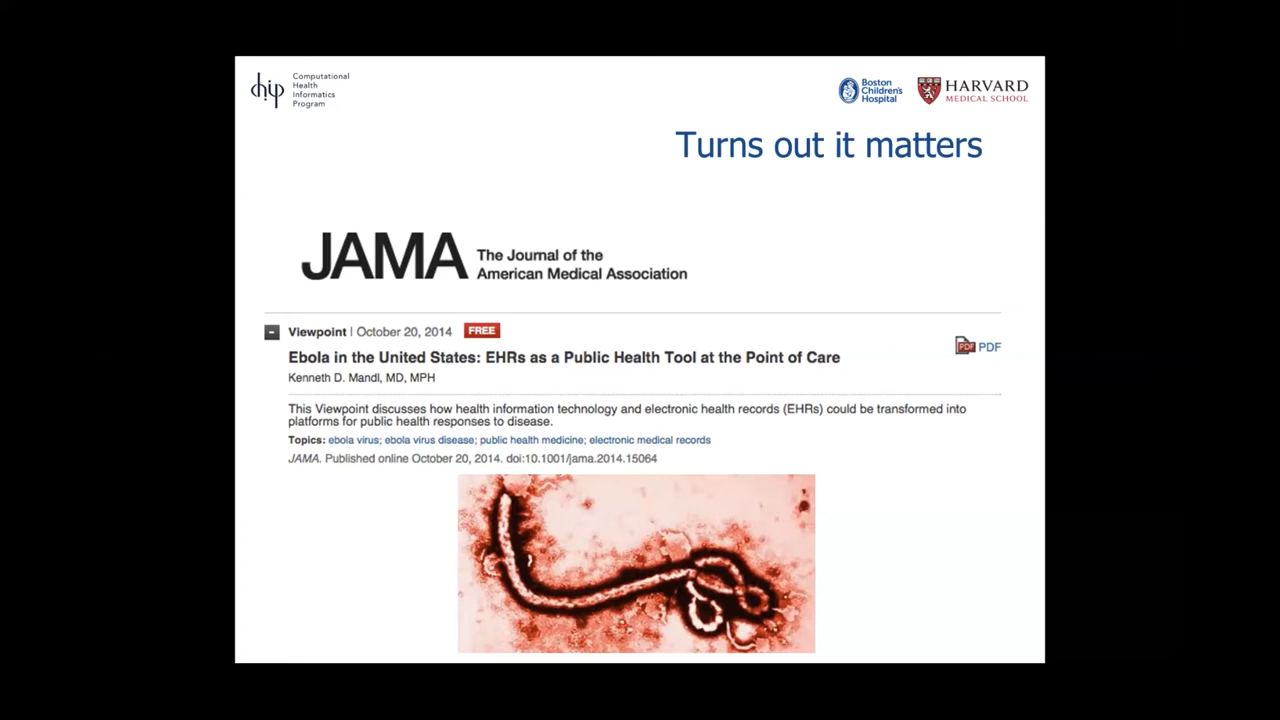 chip
Computational
Health
Informatics
Program
Boston
Children's
Hospital
HARVARD
MEDICAL SCHOOL
Turns out it matters
JAMA
The Journal of the
American Medical Association
- Viewpoint | October 20, 2014 FREE
Ebola in the United States: EHRs as a Public Health Tool at the Point of Care
PDF PDF
Kenneth D. Mandl, MD, MPH
This Viewpoint discusses how health information technology and electronic health records (EHRs) could be transformed into
platforms for public health responses to disease.
Topics: ebola virus; ebola virus disease; public health medicine; electronic medical records
JAMA. Published online October 20, 2014. doi:10.1001/jama.2014.15064